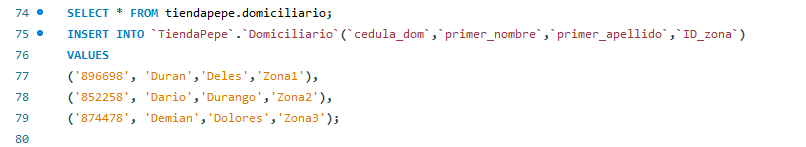 74 SELECT * FROM tiendapepe.domiciliario;
75 INSERT INTO `TiendaPepe`.`Domiciliario`(`cedula_dom`,`primer_nombre`,`primer_apellido`,`ID_zona`)
76 VALUES
77 ('896698', 'Duran','Deles','Zona1'),
78 ('852258', 'Dario','Durango','Zona2'),
79 ('874478', 'Demian','Dolores','Zona3');
80